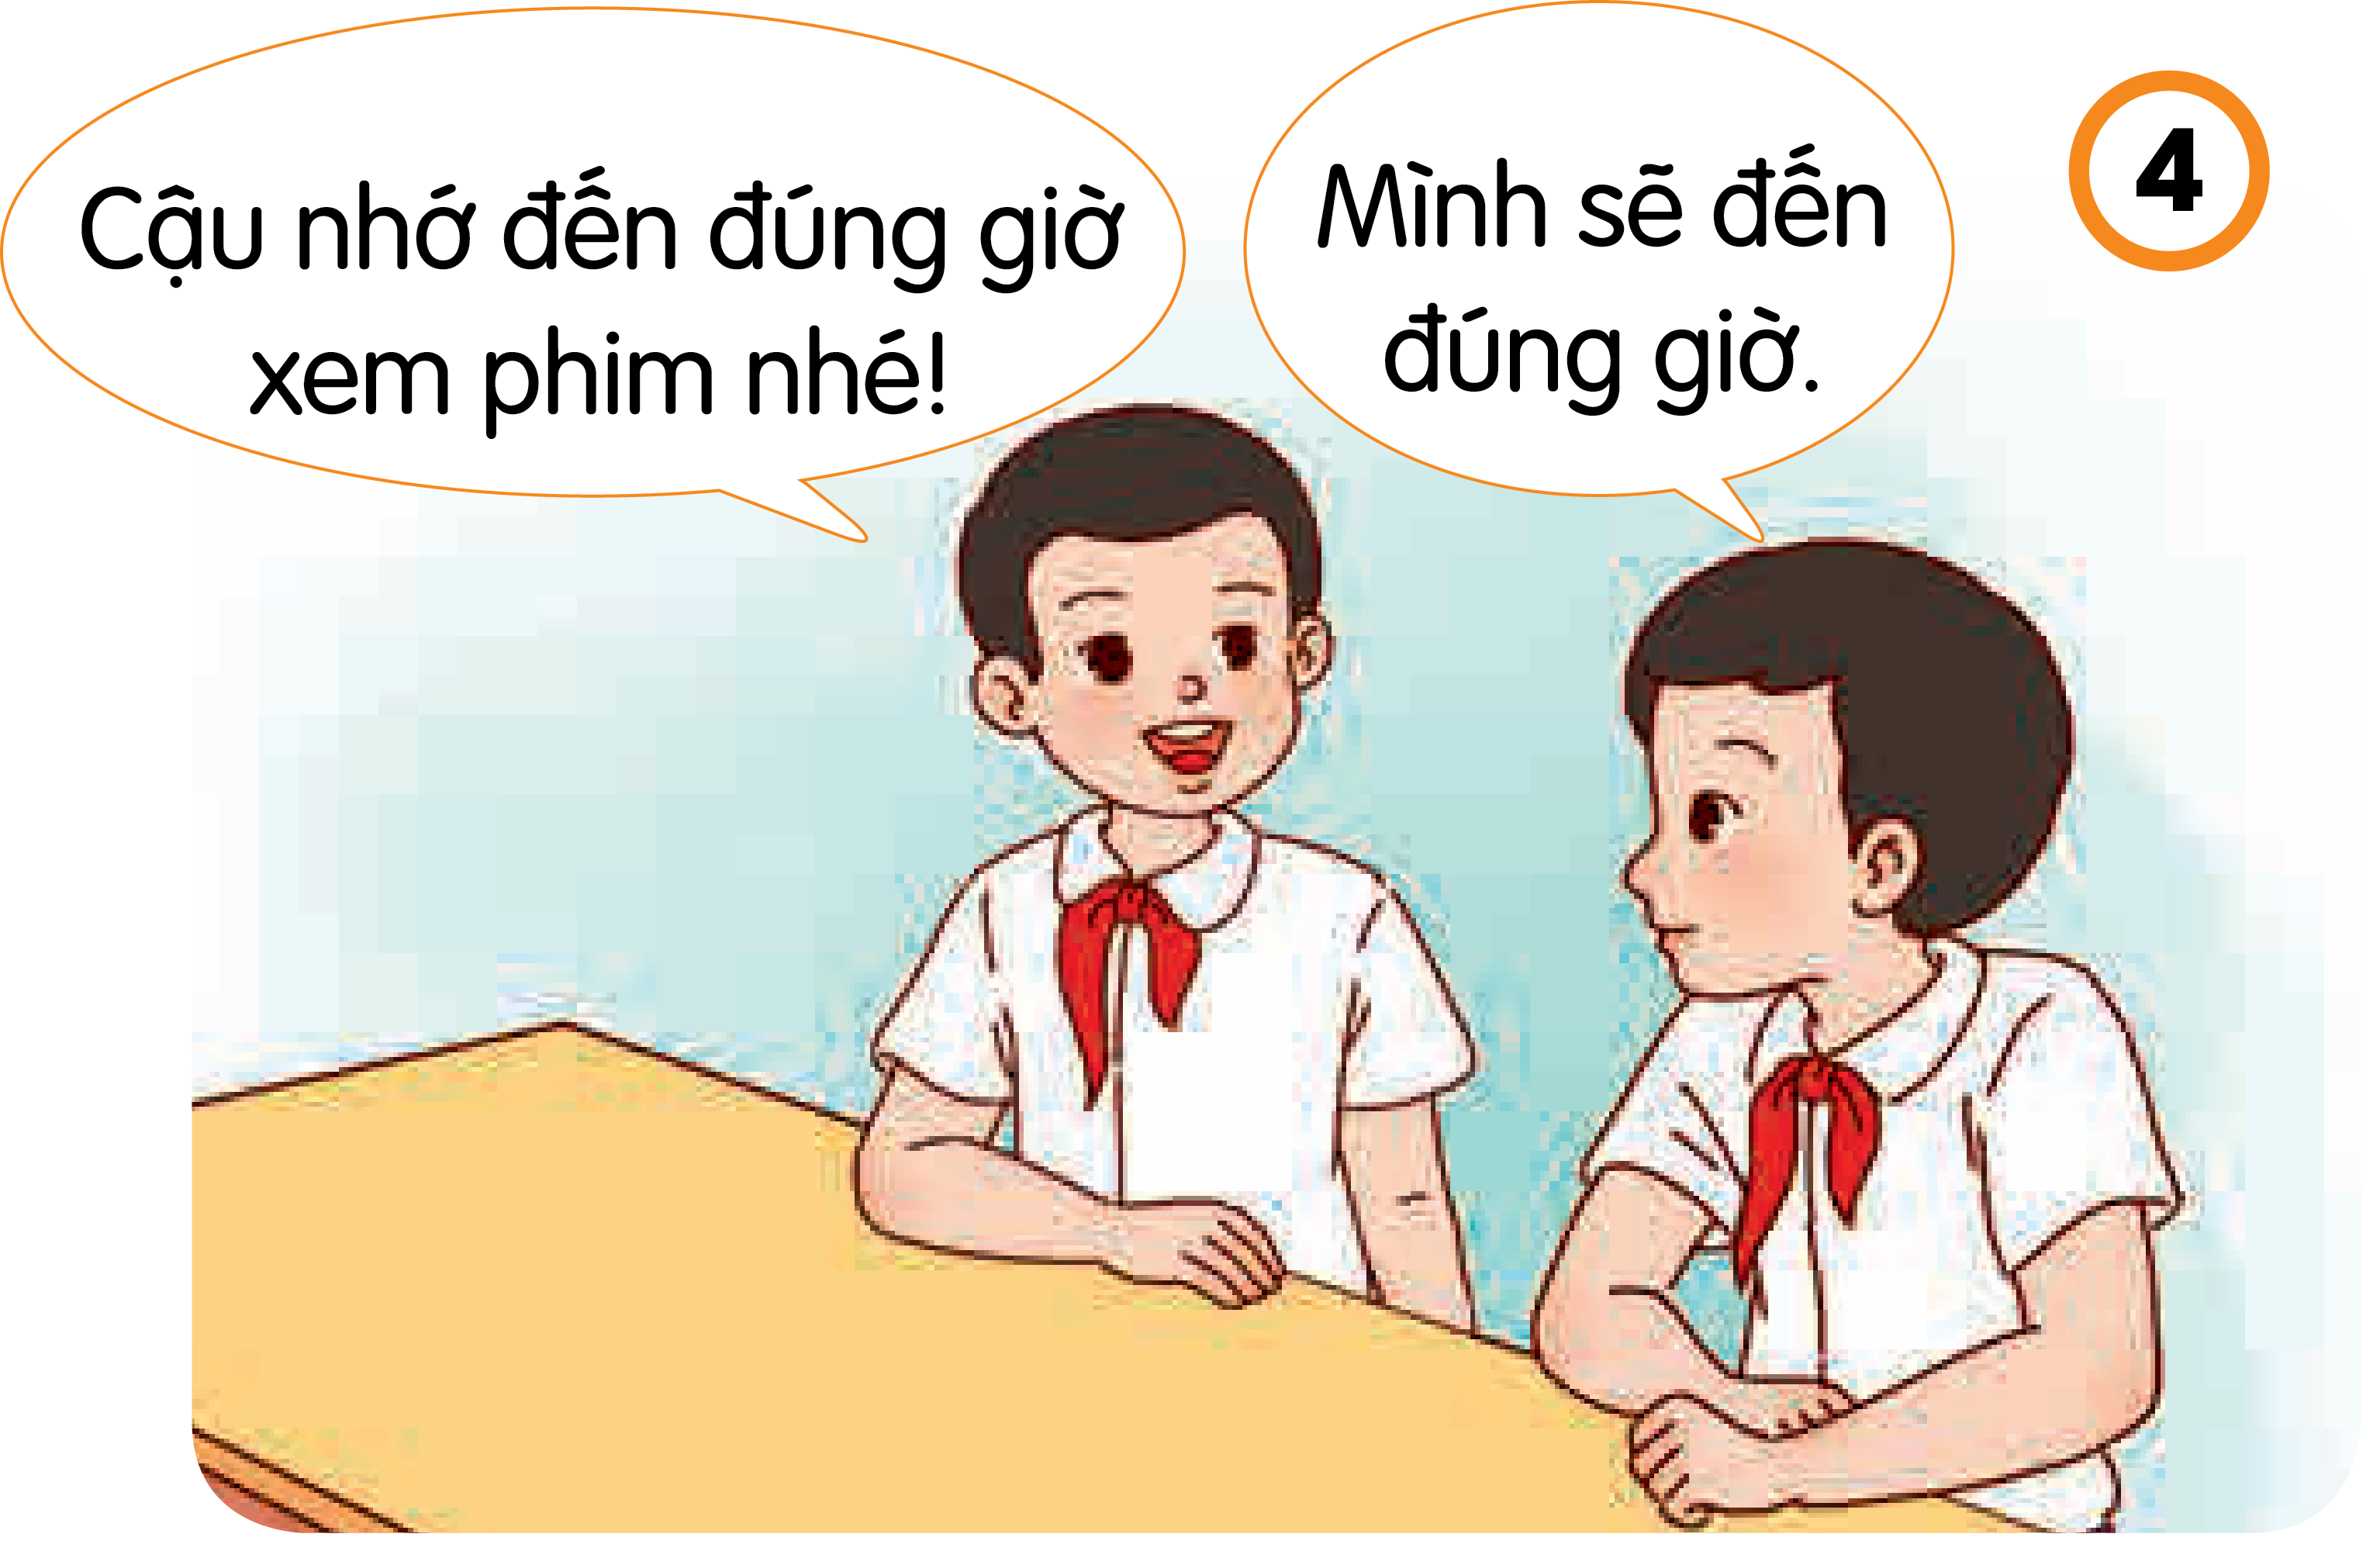 Cậu nhớ đến đúng giờ
xem phim nhé!
Mình sẽ đến
đúng giờ.
4